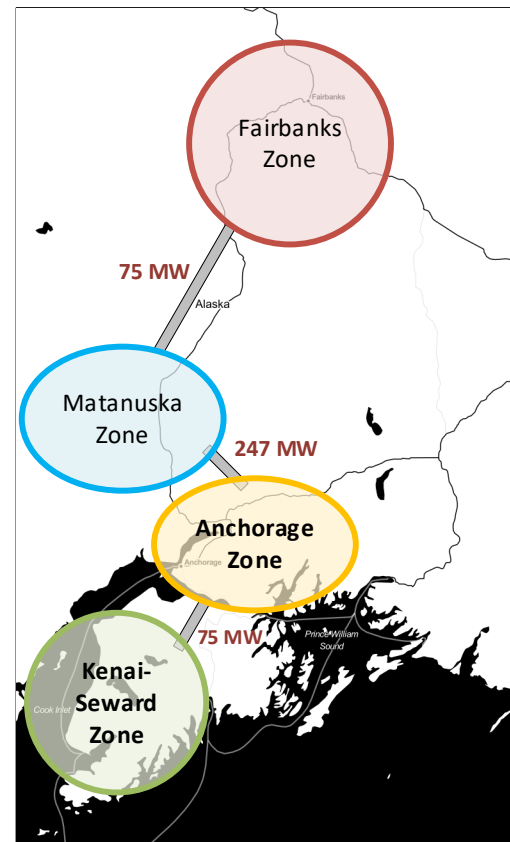 Fairbanks
Fairbanks
Zone
75 MW
Alaska
Matanuska
Zone
247 MW
Anchorage
Zone
Anchorage
75 MW
Prince William
Sound
Kenai-
Seward
Zone
Cook Inlet